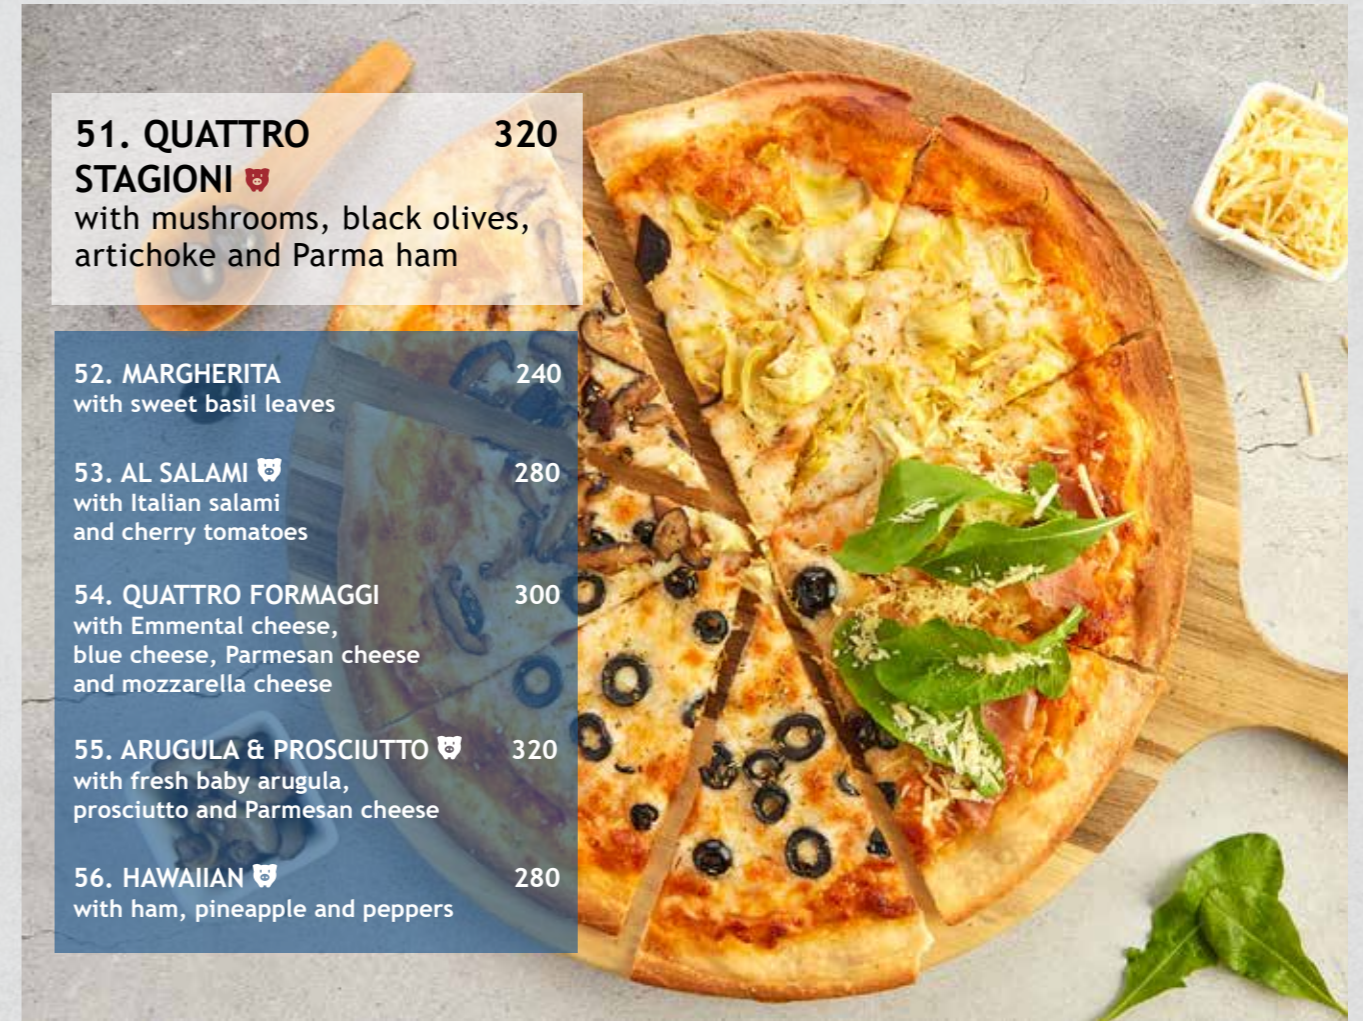 51. QUATTRO 320
STAGIONI
with mushrooms, black olives,
artichoke and Parma ham
52. MARGHERITA 240
with sweet basil leaves
53. AL SALAMI 280
with Italian salami
and cherry tomatoes
54. QUATTRO FORMAGGI 300
with Emmental cheese,
blue cheese, Parmesan cheese
and mozzarella cheese
55. ARUGULA & PROSCIUTTO 320
with fresh baby arugula,
prosciutto and Parmesan cheese
56. HAWAIIAN 280
with ham, pineapple and peppers